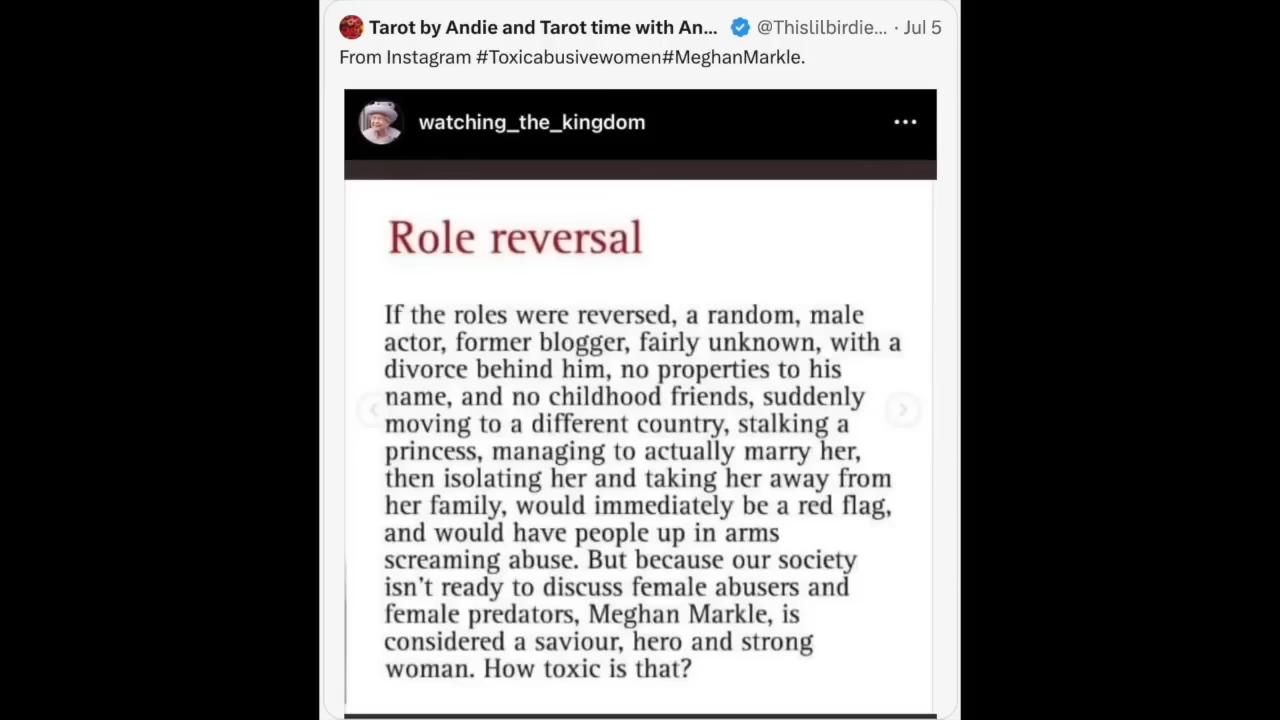 Tarot by Andie and Tarot time with An... @Thislilbirdie... · Jul 5
From Instagram #Toxicabusivewomen#MeghanMarkle.
watching_the_kingdom
Role reversal
If the roles were reversed, a random, male
actor, former blogger, fairly unknown, with a
divorce behind him, no properties to his
name, and no childhood friends, suddenly
moving to a different country, stalking a
princess, managing to actually marry her,
then isolating her and taking her away from
her family, would immediately be a red flag,
and would have people up in arms
screaming abuse. But because our society
isn't ready to discuss female abusers and
female predators, Meghan Markle, is
considered a saviour, hero and strong
woman. How toxic is that?